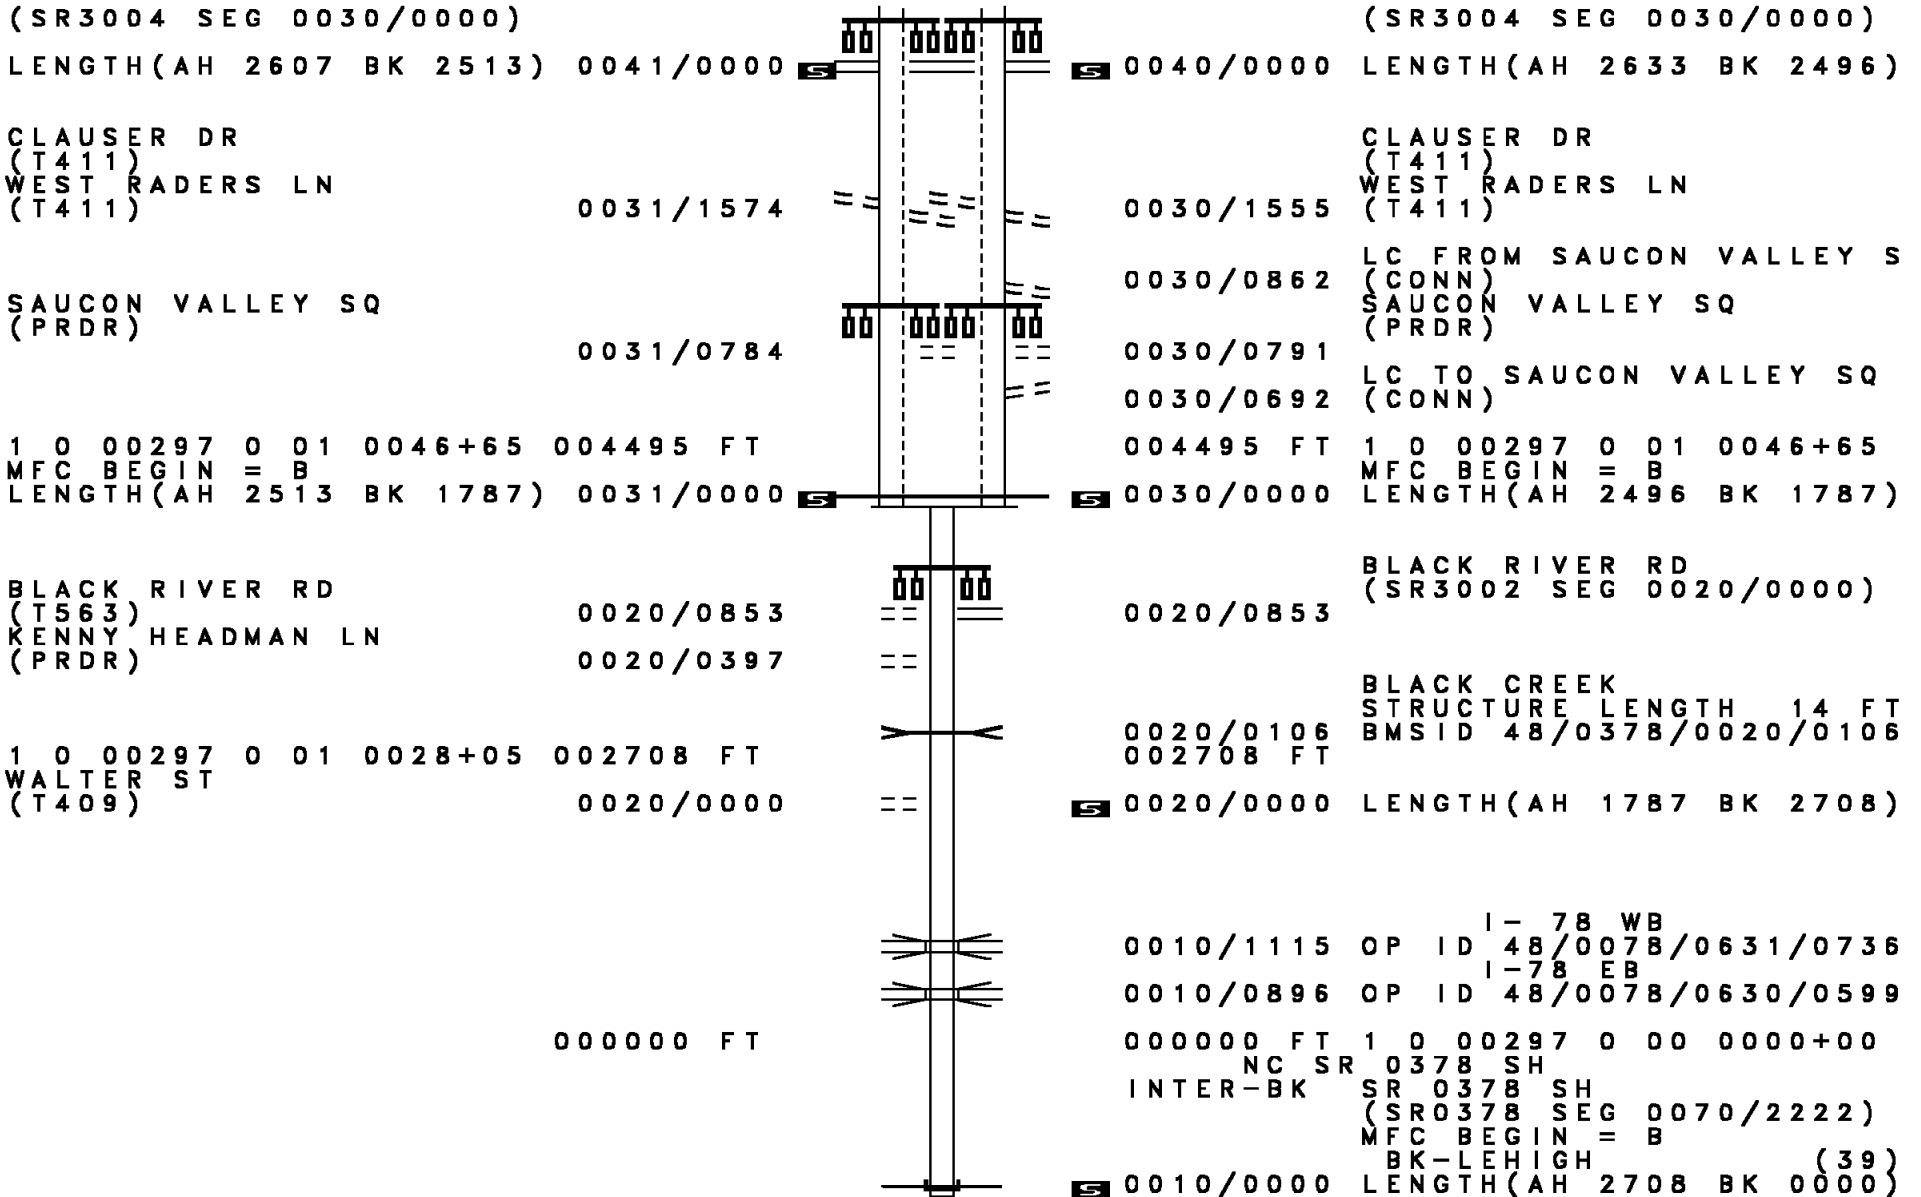 (SR3004 SEG 0030/0000) (SR3004 SEG 0030/0000)
LENGTH(AH 2607 BK 2513) 0041/0000 S S 0040/0000 LENGTH(AH 2633 BK 2496)
CLAUSER DR CLAUSER DR
(T411) (T411)
WEST RADERS LN WEST RADERS LN
(T411) 0031/1574 0030/1555 (T411)
LC FROM SAUCON VALLEY S
0030/0862 (CONN)
SAUCON VALLEY SQ SAUCON VALLEY SQ
(PRDR) (PRDR)
0031/0784 0030/0791
LC TO SAUCON VALLEY SQ
0030/0692 (CONN)
1 0 00297 0 01 0046+65 004495 FT 004495 FT 1 0 00297 0 01 0046+65
MFC BEGIN = B MFC BEGIN = B
LENGTH(AH 2513 BK 1787) 0031/0000 S S 0030/0000 LENGTH(AH 2496 BK 1787)
BLACK RIVER RD
BLACK RIVER RD (SR3002 SEG 0020/0000)
(T563) 0020/0853 0020/0853
KENNY HEADMAN LN
(PRDR) 0020/0397
BLACK CREEK
STRUCTURE LENGTH 14 FT
0020/0106 BMSID 48/0378/0020/0106
1 0 00297 0 01 0028+05 002708 FT 002708 FT
WALTER ST
(T409) 0020/0000 S 0020/0000 LENGTH(AH 1787 BK 2708)
I- 78 WB
0010/1115 OP ID 48/0078/0631/0736
I-78 EB
0010/0896 OP ID 48/0078/0630/0599
000000 FT 000000 FT 1 0 00297 0 00 0000+00
NC SR 0378 SH
INTER-BK SR 0378 SH
(SR0378 SEG 0070/2222)
MFC BEGIN = B
BK-LEHIGH (39)
S 0010/0000 LENGTH(AH 2708 BK 0000)